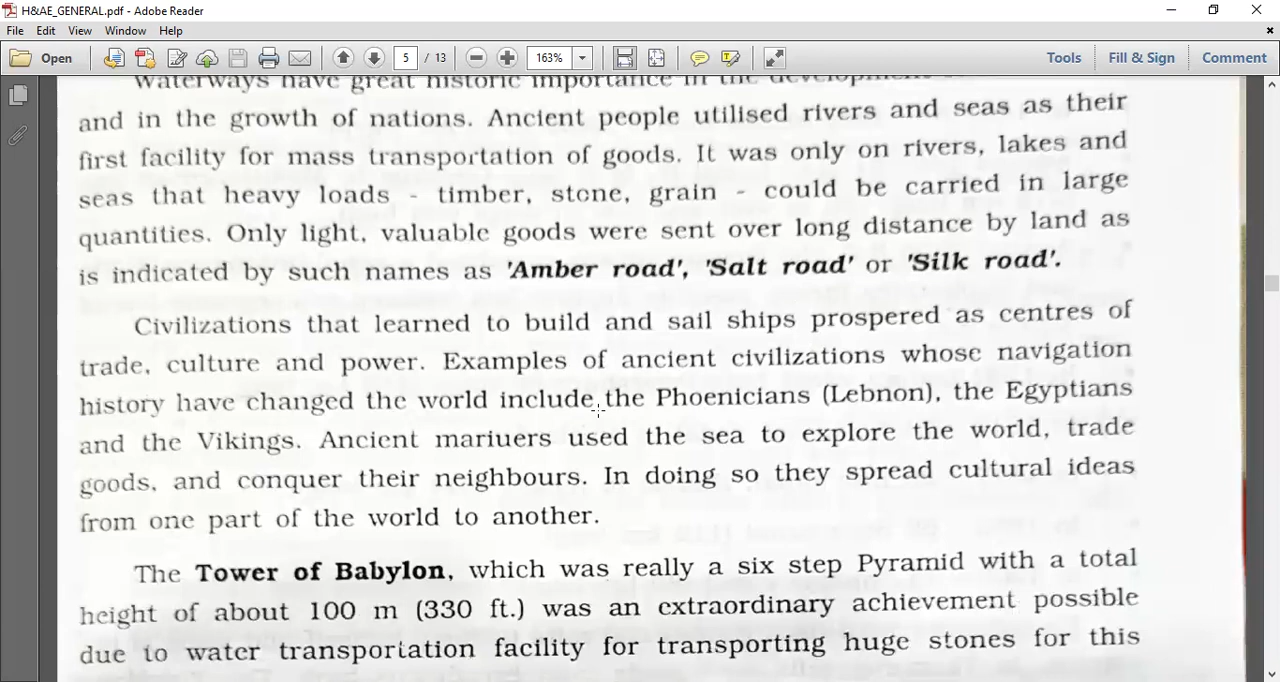 H&AE_GENERAL.pdf - Adobe Reader
File Edit View Window Help
Open 5 / 13 163% Tools Fill & Sign Comment
Waterways have great historic importance in the development
and in the growth of nations. Ancient people utilised rivers and seas as their
first facility for mass transportation of goods. It was only on rivers, lakes and
seas that heavy loads - timber, stone, grain - could be carried in large
quantities. Only light, valuable goods were sent over long distance by land as
is indicated by such names as 'Amber road', 'Salt road' or 'Silk road'.
Civilizations that learned to build and sail ships prospered as centres of
trade, culture and power. Examples of ancient civilizations whose navigation
history have changed the world include the Phoenicians (Lebnon), the Egyptians
and the Vikings. Ancient mariuers used the sea to explore the world, trade
goods, and conquer their neighbours. In doing so they spread cultural ideas
from one part of the world to another.
The Tower of Babylon, which was really a six step Pyramid with a total
height of about 100 m (330 ft.) was an extraordinary achievement possible
due to water transportation facility for transporting huge stones for this